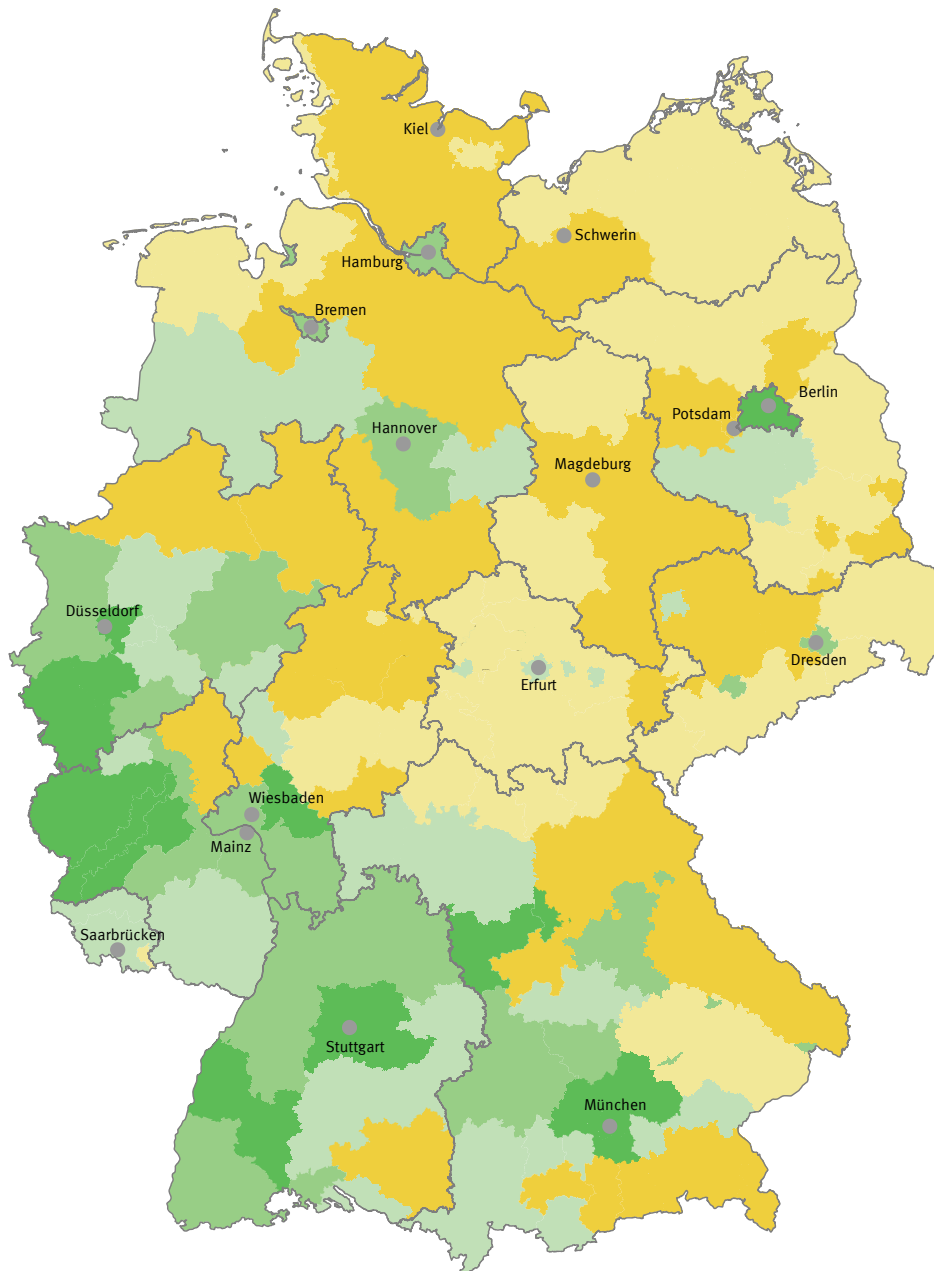 Kiel
Schwerin
Hamburg
Bremen
Berlin
Potsdam
Hannover
Magdeburg
Düsseldorf
Dresden
Erfurt
Wiesbaden
Mainz
Saarbrücken
Stuttgart
München